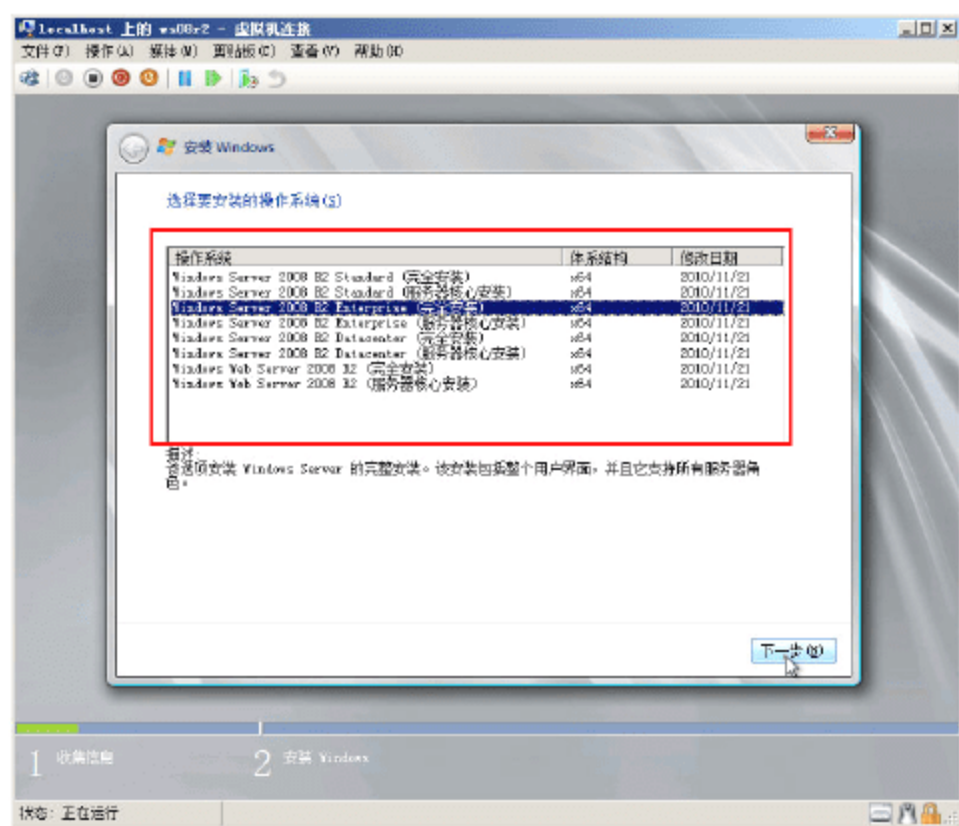 localhost 上的 ws08r2 - 虚拟机连接
文件(F) 操作(A) 媒体(M) 剪贴板(C) 查看(V) 帮助(H)
安装 Windows
选择要安装的操作系统(S)
操作系统 体系结构 修改日期
Windows Server 2008 R2 Standard (完全安装) x64 2010/11/21
Windows Server 2008 R2 Standard (服务器核心安装) x64 2010/11/21
Windows Server 2008 R2 Enterprise (完全安装) x64 2010/11/21
Windows Server 2008 R2 Enterprise (服务器核心安装) x64 2010/11/21
Windows Server 2008 R2 Datacenter (完全安装) x64 2010/11/21
Windows Server 2008 R2 Datacenter (服务器核心安装) x64 2010/11/21
Windows Web Server 2008 R2 (完全安装) x64 2010/11/21
Windows Web Server 2008 R2 (服务器核心安装) x64 2010/11/21
描述:
该选项安装 Windows Server 的完整安装。该安装包括整个用户界面，并且它支持所有服务器角
色。
下一步(N)
1 收集信息 2 安装 Windows
状态: 正在运行